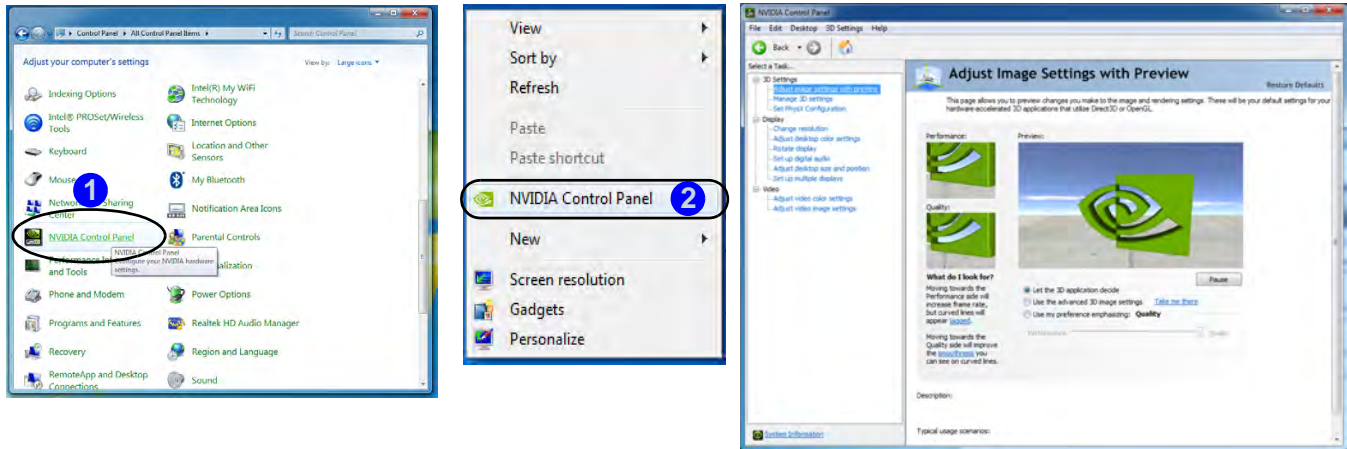 Control Panel ▸ All Control Panel Items ▸
Search Control Panel
Adjust your computer's settings
View by: Large icons
Indexing Options
Intel(R) My WiFi
Technology
Intel® PROSet/Wireless
Tools
Internet Options
Keyboard
Location and Other
Sensors
Mouse
1
My Bluetooth
Sharing
Center
Notification Area Icons
NVIDIA Control Panel
Parental Controls
NVIDIA Control Panel
Configure your NVIDIA hardware
settings.
and Tools
Phone and Modem
Power Options
Programs and Features
Realtek HD Audio Manager
Recovery
Region and Language
RemoteApp and Desktop
Connections
Sound
View
Sort by
Refresh
Paste
Paste shortcut
NVIDIA Control Panel 2
New
Screen resolution
Gadgets
Personalize
NVIDIA Control Panel
File Edit Desktop 3D Settings Help
Back
Select a Task...
3D Settings
Adjust image settings with preview
Manage 3D settings
Set PhysX Configuration
Display
Change resolution
Adjust desktop color settings
Rotate display
Set up digital audio
Adjust desktop size and position
Set up multiple displays
Video
Adjust video color settings
Adjust video image settings
System Information
Adjust Image Settings with Preview
Restore Defaults
This page allows you to preview changes you make to the image and rendering settings. These will be your default settings for your
hardware-accelerated 3D applications that utilize Direct3D or OpenGL.
Performance:
Preview:
Quality:
What do I look for?
Moving towards the
Performance side will
increase frame rate,
but curved lines will
appear jagged.
Moving towards the
Quality side will improve
the smoothness you
can see on curved lines.
Pause
Let the 3D application decide
Use the advanced 3D image settings Take me there
Use my preference emphasizing: Quality
Performance
Quality
Description:
Typical usage scenarios: